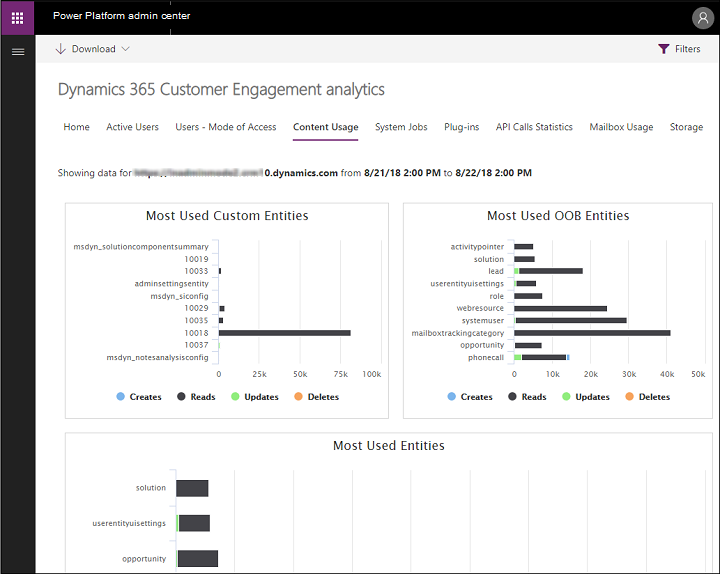 Power Platform admin center
Download
Filters
Dynamics 365 Customer Engagement analytics
Home Active Users Users - Mode of Access Content Usage System Jobs Plug-ins API Calls Statistics Mailbox Usage Storage
Showing data for 0.dynamics.com from 8/21/18 2:00 PM to 8/22/18 2:00 PM
Most Used Custom Entities
msdyn_solutioncomponentsummary
10019
10033
adminsettingsentity
msdyn_siconfig
10029
10035
10018
10037
msdyn_notesanalysisconfig
0 25k 50k 75k 100k
Creates Reads Updates Deletes
Most Used OOB Entities
activitypointer
solution
lead
userentityuisettings
role
webresource
systemuser
mailboxtrackingcategory
opportunity
phonecall
0 10k 20k 30k 40k 50k
Creates Reads Updates Deletes
Most Used Entities
solution
userentityuisettings
opportunity